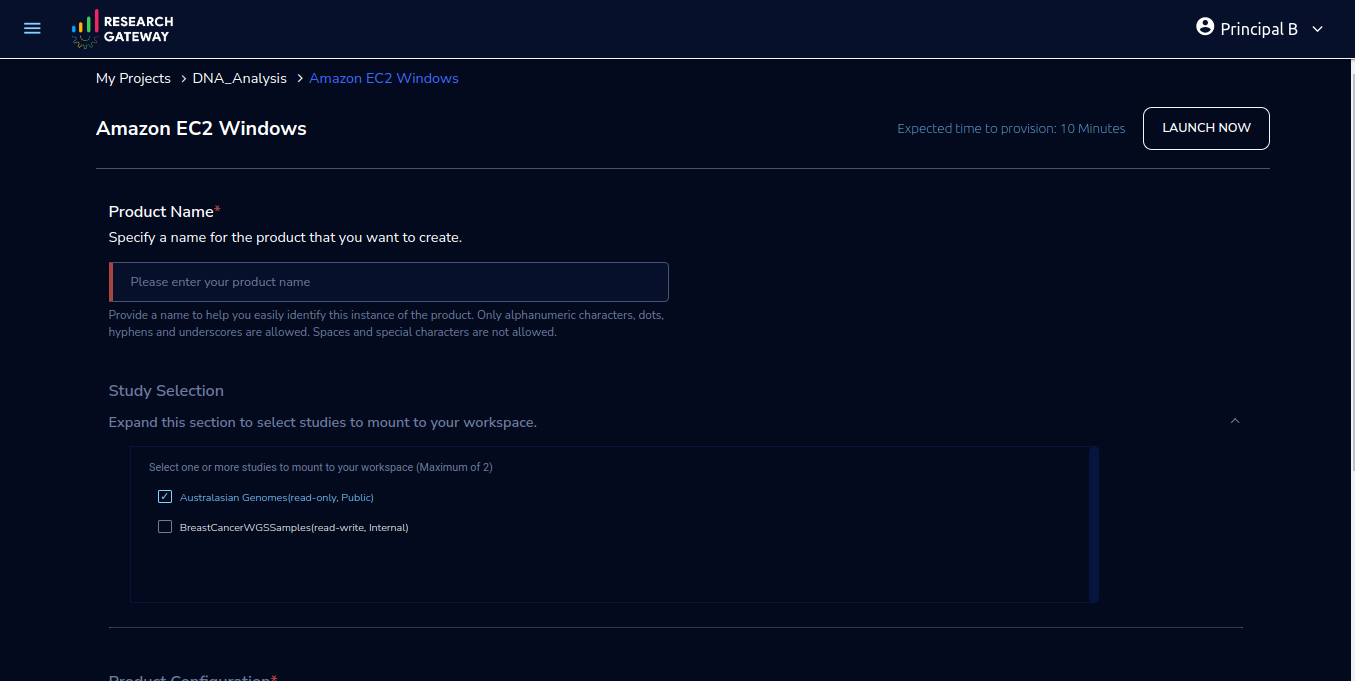 RESEARCH
GATEWAY
Principal B
My Projects > DNA_Analysis > Amazon EC2 Windows
Amazon EC2 Windows
Expected time to provision: 10 Minutes
LAUNCH NOW
Product Name*
Specify a name for the product that you want to create.
Please enter your product name
Provide a name to help you easily identify this instance of the product. Only alphanumeric characters, dots,
hyphens and underscores are allowed. Spaces and special characters are not allowed.
Study Selection
Expand this section to select studies to mount to your workspace.
Select one or more studies to mount to your workspace (Maximum of 2)
Australasian Genomes(read-only, Public)
BreastCancerWGSSamples(read-write, Internal)
Product Configuration*